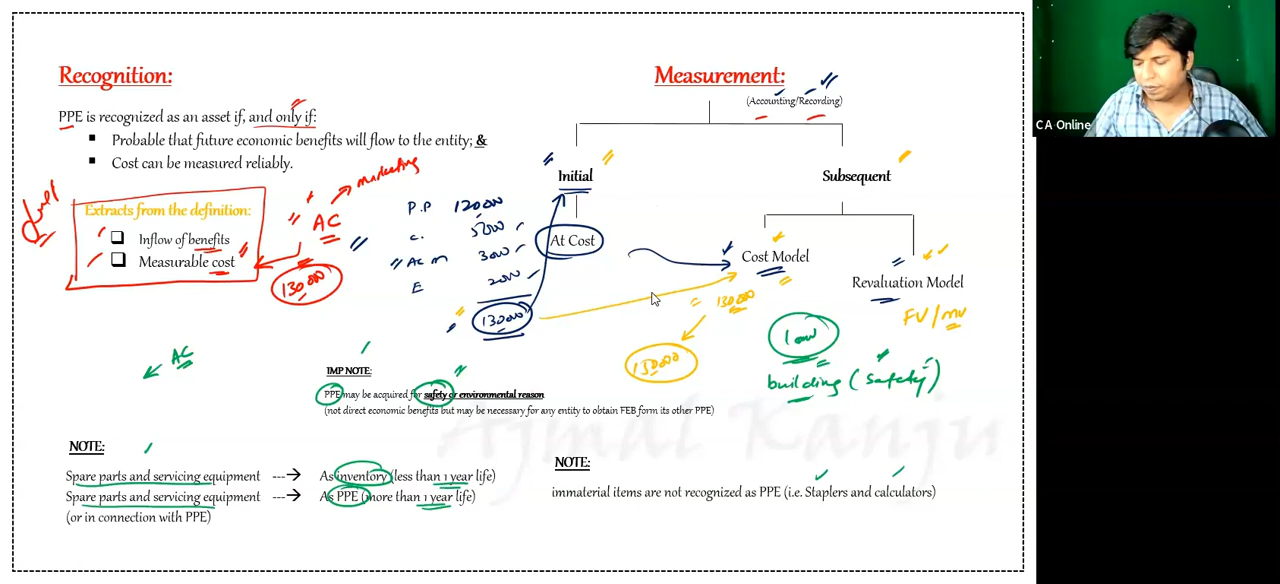 Recognition:
PPE is recognized as an asset if, and only if:
▪ Probable that future economic benefits will flow to the entity; &
▪ Cost can be measured reliably.
Extracts from the definition:
❑ Inflow of benefits
❑ Measurable cost
AC
marketing
130000
P.P 120000
C. 5000
AC m 3000
E 2000
130000
Measurement:
(Accounting/Recording)
Initial
Subsequent
At Cost
Cost Model
Revaluation Model
= 130000
150000
FV/mv
building (safety)
AC
IMP NOTE:
PPE may be acquired for safety or environmental reason
(not direct economic benefits but may be necessary for any entity to obtain FEB form its other PPE)
NOTE:
Spare parts and servicing equipment ---→ As inventory (less than 1 year life)
Spare parts and servicing equipment ---→ As PPE (more than 1 year life)
(or in connection with PPE)
NOTE:
immaterial items are not recognized as PPE (i.e. Staplers and calculators)
Ajmal Kanju
CA Online